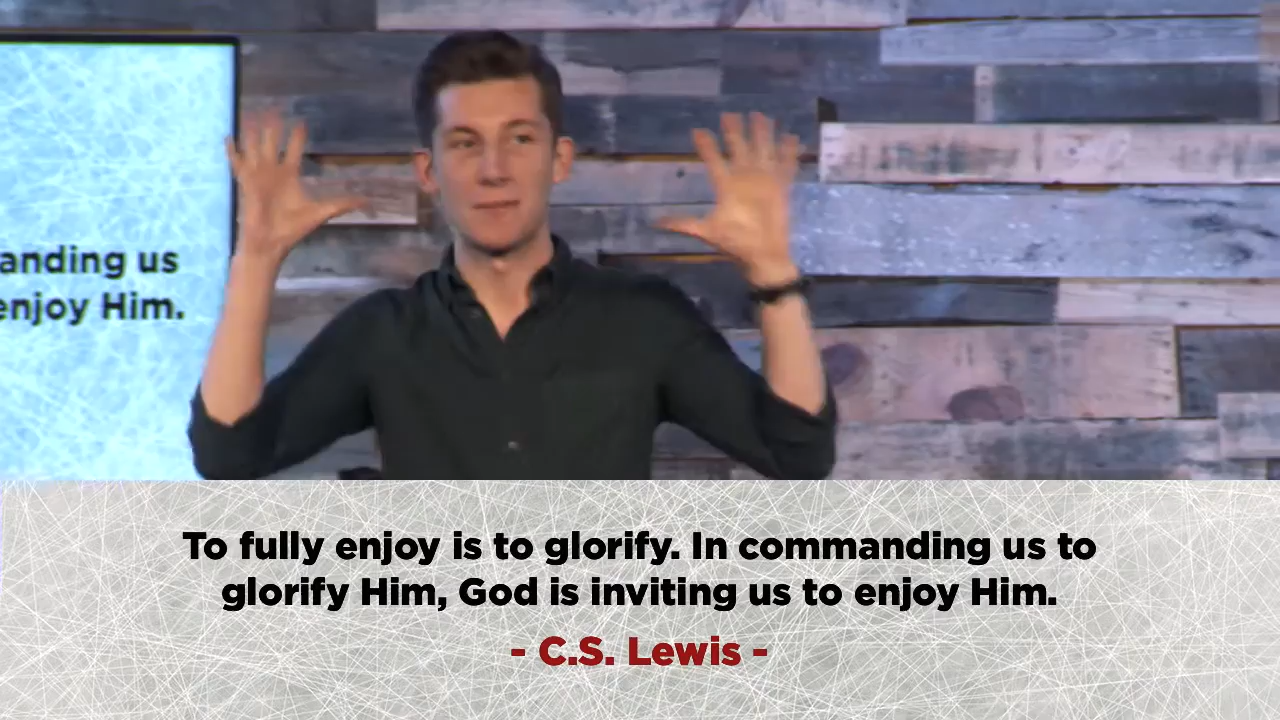 anding us
enjoy Him.
To fully enjoy is to glorify. In commanding us to
glorify Him, God is inviting us to enjoy Him.
- C.S. Lewis -